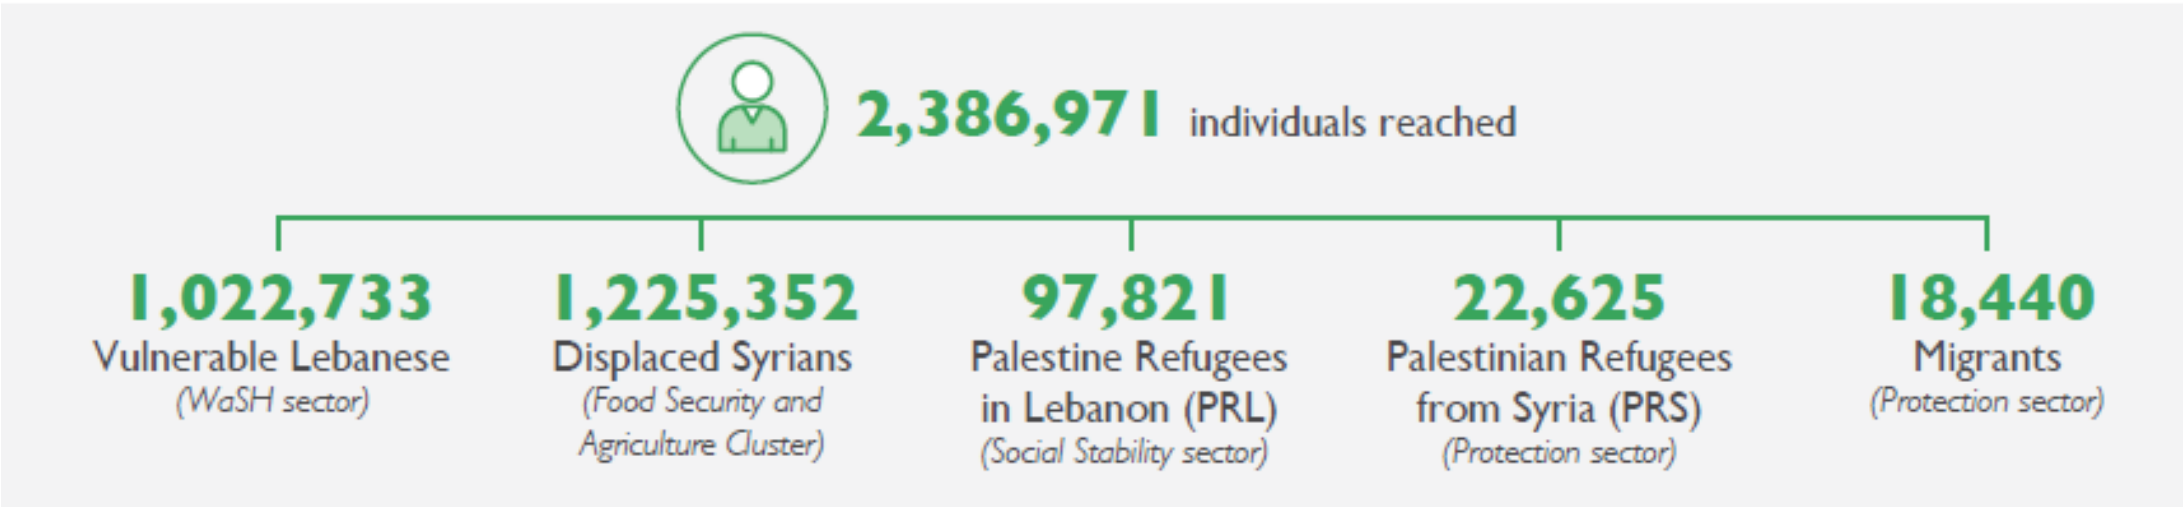 2,386,971 individuals reached
1,022,733
Vulnerable Lebanese
(WaSH sector)
1,225,352
Displaced Syrians
(Food Security and
Agriculture Cluster)
97,821
Palestine Refugees
in Lebanon (PRL)
(Social Stability sector)
22,625
Palestinian Refugees
from Syria (PRS)
(Protection sector)
18,440
Migrants
(Protection sector)